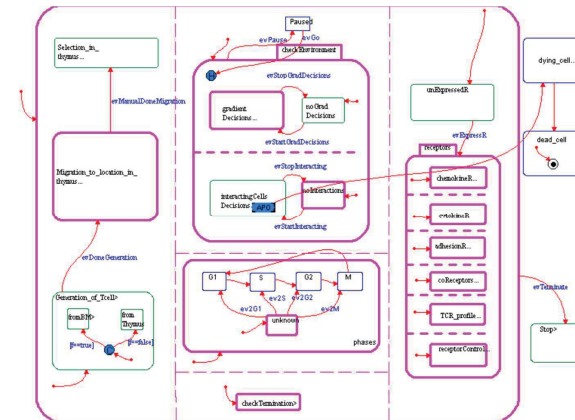 Paused
evPause
evGo
checkEnvironment
Selection_in_
thymus...
H
evStopGradDecisions
gradient
Decisions...
noGrad
Decisions
evStartGradDecisions
evManualDoneMigration
Migration_to_location_in_
thymus...
evStopInteracting
interactingCells
Decisions
APO
noInteractions
evStartInteracting
evDoneGeneration
Generation_of_Tcell>
fromBM>
from
Thymus
C
G1
S
G2
M
ev2G1
ev2S
ev2G2
ev2M
unknown
phases
checkTermination>
unExpressedR
evExpressR
receptors
chemokineR...
cytokineR
adhesionR...
coReceptors...
TCR_profile...
receptorControl...
dying_cell...
dead_cell
evTerminate
Stop>